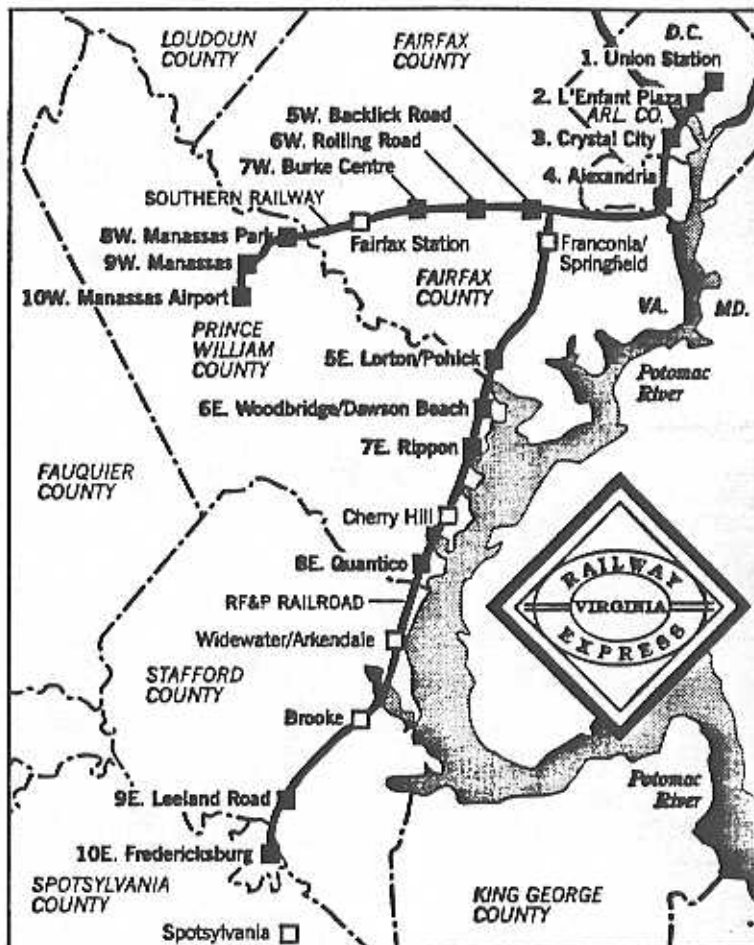 LOUDOUN
COUNTY
FAIRFAX
COUNTY
D.C.
1. Union Station
2. L'Enfant Plaza
ARL. CO.
3. Crystal City
4. Alexandria
5W. Backlick Road
6W. Rolling Road
7W. Burke Centre
SOUTHERN RAILWAY
8W. Manassas Park
Fairfax Station
9W. Manassas
10W. Manassas Airport
Franconia/
Springfield
FAIRFAX
COUNTY
VA.
MD.
PRINCE
WILLIAM
COUNTY
5E. Lorton/Pohick
Potomac
River
6E. Woodbridge/Dawson Beach
7E. Rippon
FAUQUIER
COUNTY
Cherry Hill
8E. Quantico
RF&P RAILROAD
RAILWAY
VIRGINIA
EXPRESS
Widewater/Arkendale
STAFFORD
COUNTY
Brooke
Potomac
River
9E. Leeland Road
10E. Fredericksburg
SPOTSYLVANIA
COUNTY
KING GEORGE
COUNTY
Spotsylvania